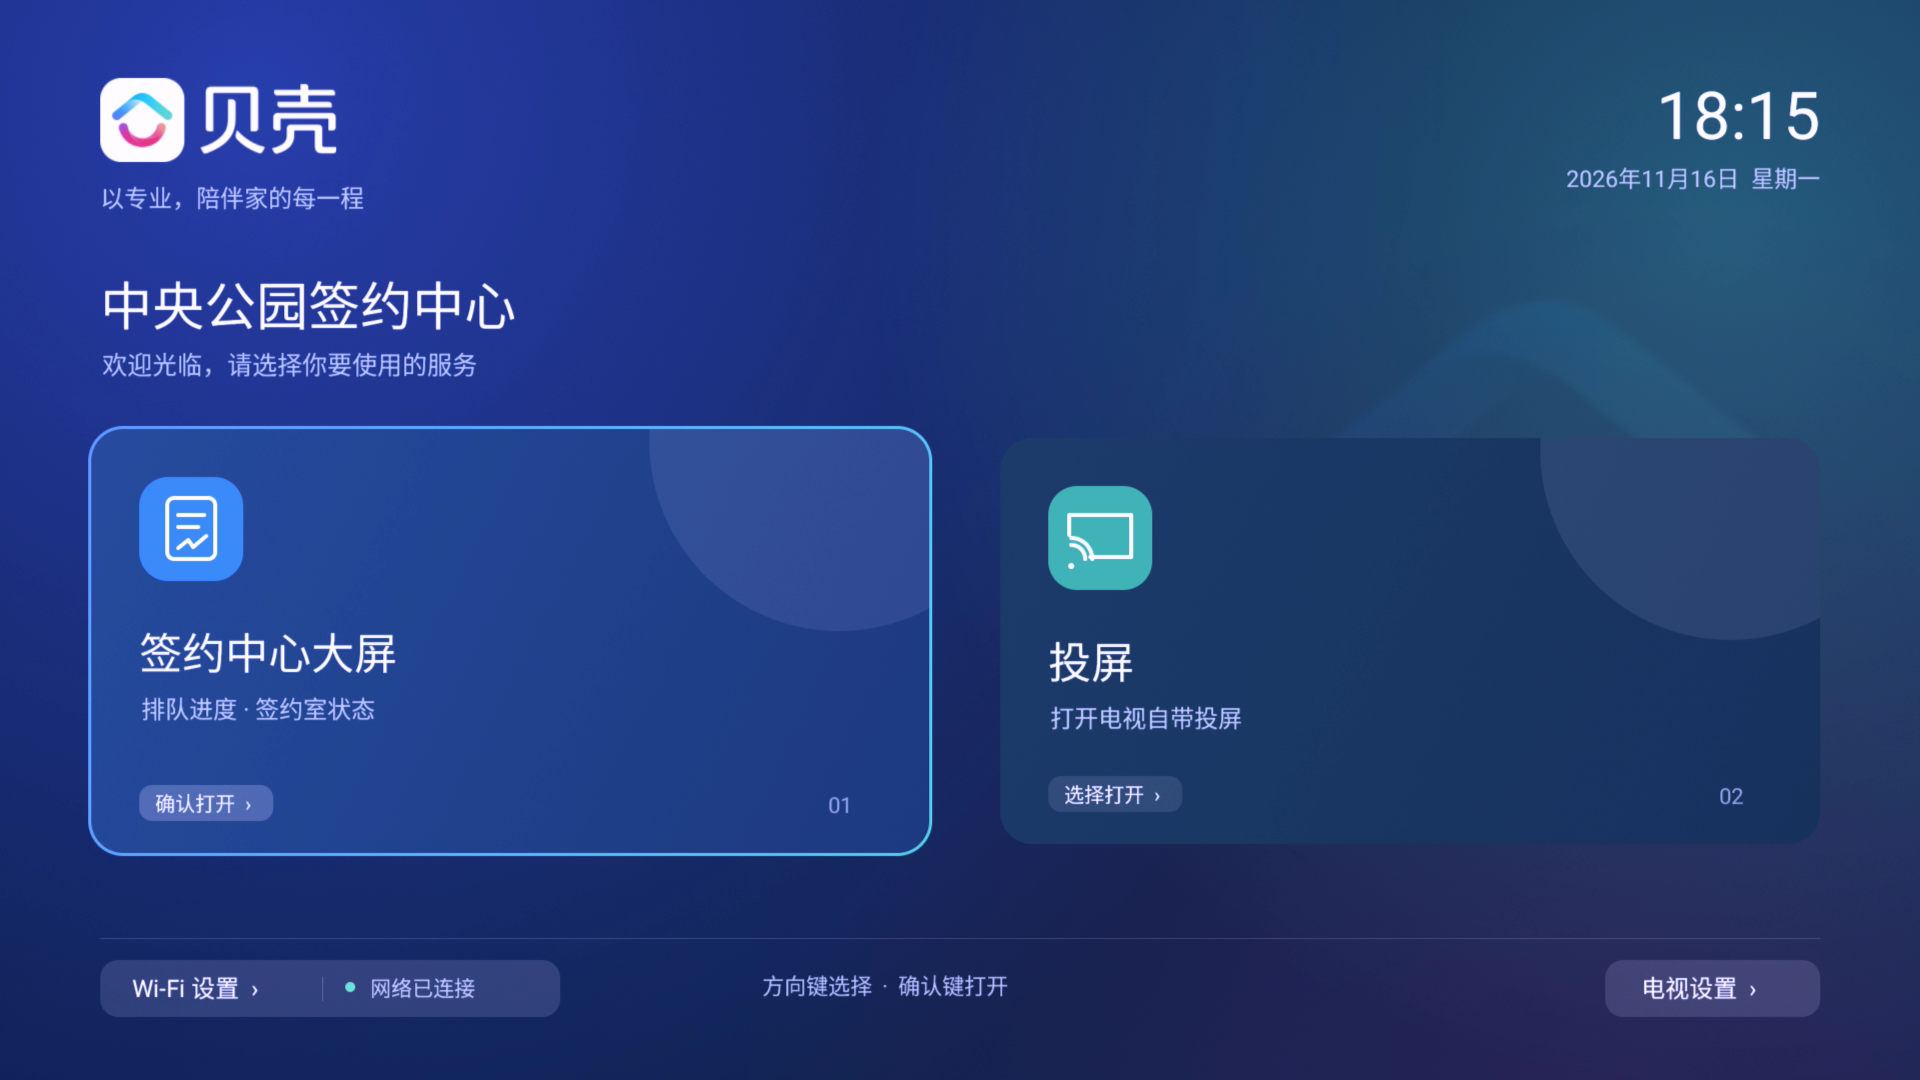 贝壳
以专业，陪伴家的每一程
18:15
2026年11月16日 星期一
中央公园签约中心
欢迎光临，请选择你要使用的服务
签约中心大屏
排队进度 · 签约室状态
确认打开 ›
01
投屏
打开电视自带投屏
选择打开 ›
02
Wi-Fi 设置 ›
网络已连接
方向键选择 · 确认键打开
电视设置 ›